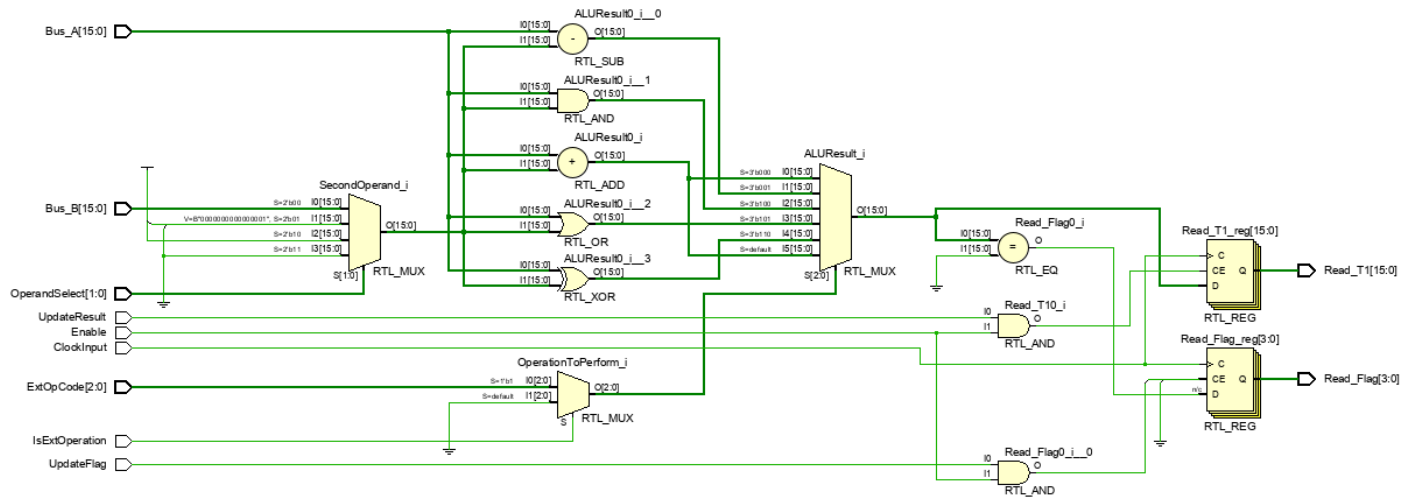 ALUResult0_i__0
Bus_A[15:0]
I0[15:0]
I1[15:0]
O[15:0]
-
RTL_SUB
ALUResult0_i__1
I0[15:0]
I1[15:0]
O[15:0]
RTL_AND
ALUResult0_i
I0[15:0]
I1[15:0]
O[15:0]
+
RTL_ADD
ALUResult0_i__2
I0[15:0]
I1[15:0]
O[15:0]
RTL_OR
ALUResult0_i__3
I0[15:0]
I1[15:0]
O[15:0]
RTL_XOR
SecondOperand_i
Bus_B[15:0]
S=2'b00 I0[15:0]
V=B"0000000000000001", S=2'b01 I1[15:0]
S=2'b10 I2[15:0]
S=2'b11 I3[15:0]
O[15:0]
S[1:0]
RTL_MUX
OperandSelect[1:0]
ALUResult_i
S=3'b000 I0[15:0]
S=3'b001 I1[15:0]
S=3'b100 I2[15:0]
S=3'b101 I3[15:0]
S=3'b110 I4[15:0]
S=default I5[15:0]
O[15:0]
S[2:0]
RTL_MUX
Read_Flag0_i
I0[15:0]
I1[15:0]
O
=
RTL_EQ
Read_T1_reg[15:0]
C
CE
D
Q
RTL_REG
Read_T1[15:0]
UpdateResult
Enable
ClockInput
Read_T10_i
I0
I1
O
RTL_AND
Read_Flag_reg[3:0]
C
CE
n/c
D
Q
RTL_REG
Read_Flag[3:0]
OperationToPerform_i
ExtOpCode[2:0]
S=1'b1 I0[2:0]
S=default I1[2:0]
O[2:0]
S
RTL_MUX
IsExtOperation
UpdateFlag
Read_Flag0_i__0
I0
I1
O
RTL_AND